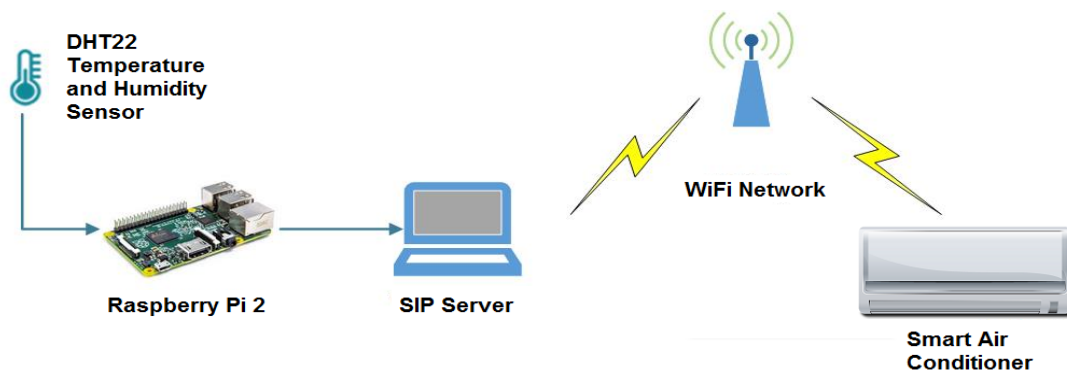 DHT22
Temperature
and Humidity
Sensor
WiFi Network
Raspberry Pi 2
SIP Server
Smart Air
Conditioner